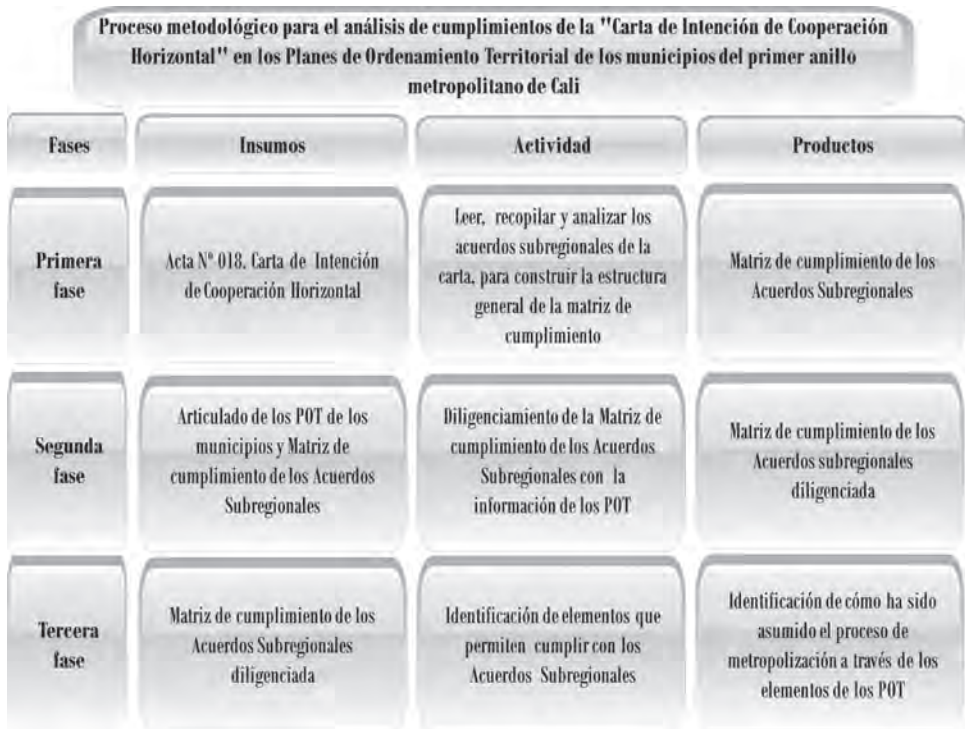 Proceso metodológico para el análisis de cumplimientos de la "Carta de Intención de Cooperación
Horizontal" en los Planes de Ordenamiento Territorial de los municipios del primer anillo
metropolitano de Cali
Fases
Insumos
Actividad
Productos
Primera
fase
Acta Nº 018. Carta de Intención
de Cooperación Horizontal
Leer, recopilar y analizar los
acuerdos subregionales de la
carta, para construir la estructura
general de la matriz de
cumplimiento
Matriz de cumplimiento de los
Acuerdos Subregionales
Segunda
fase
Articulado de los POT de los
municipios y Matriz de
cumplimiento de los Acuerdos
Subregionales
Diligenciamiento de la Matriz de
cumplimiento de los Acuerdos
Subregionales con la
información de los POT
Matriz de cumplimiento de los
Acuerdos subregionales
diligenciada
Tercera
fase
Matriz de cumplimiento de los
Acuerdos Subregionales
diligenciada
Identificación de elementos que
permiten cumplir con los
Acuerdos Subregionales
Identificación de cómo ha sido
asumido el proceso de
metropolización a través de los
elementos de los POT